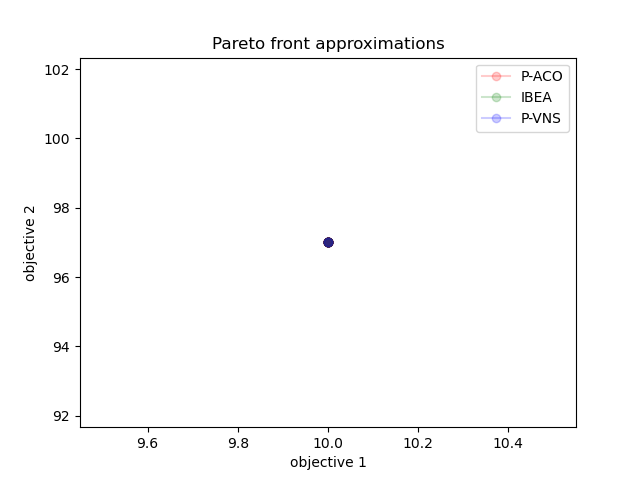 Pareto front approximations
102
100
98
96
94
92
9.6 9.8 10.0 10.2 10.4
objective 1
objective 2
P-ACO
IBEA
P-VNS